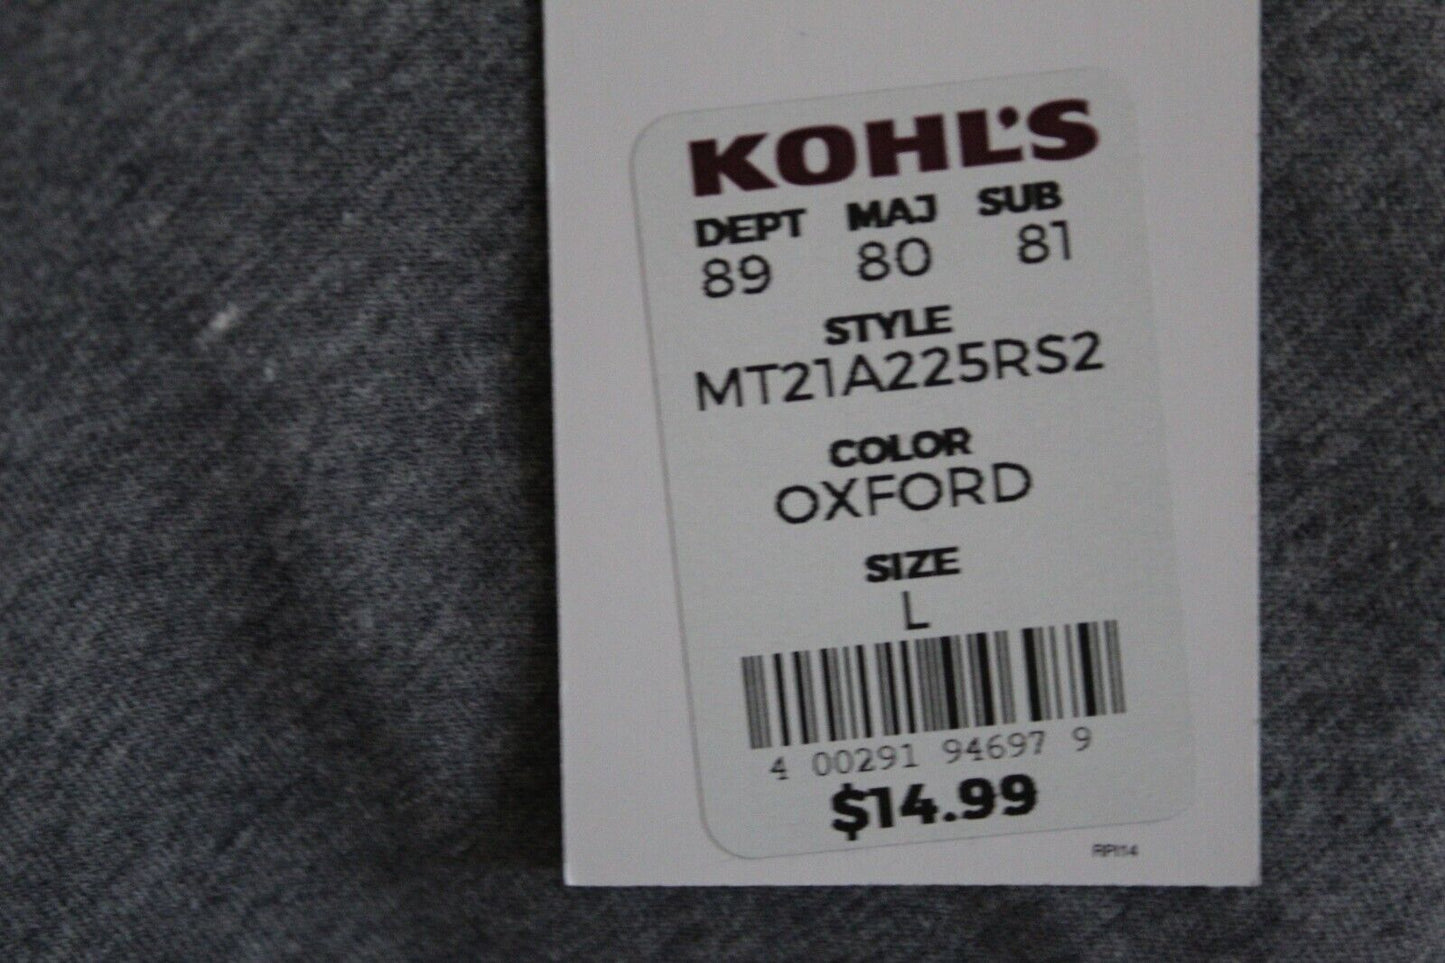 KOHL'S
DEPT MAJ SUB
89 80 81
STYLE
MT21A225RS2
COLOR
OXFORD
SIZE
L
4 00291 94697 9
$14.99
RPI14